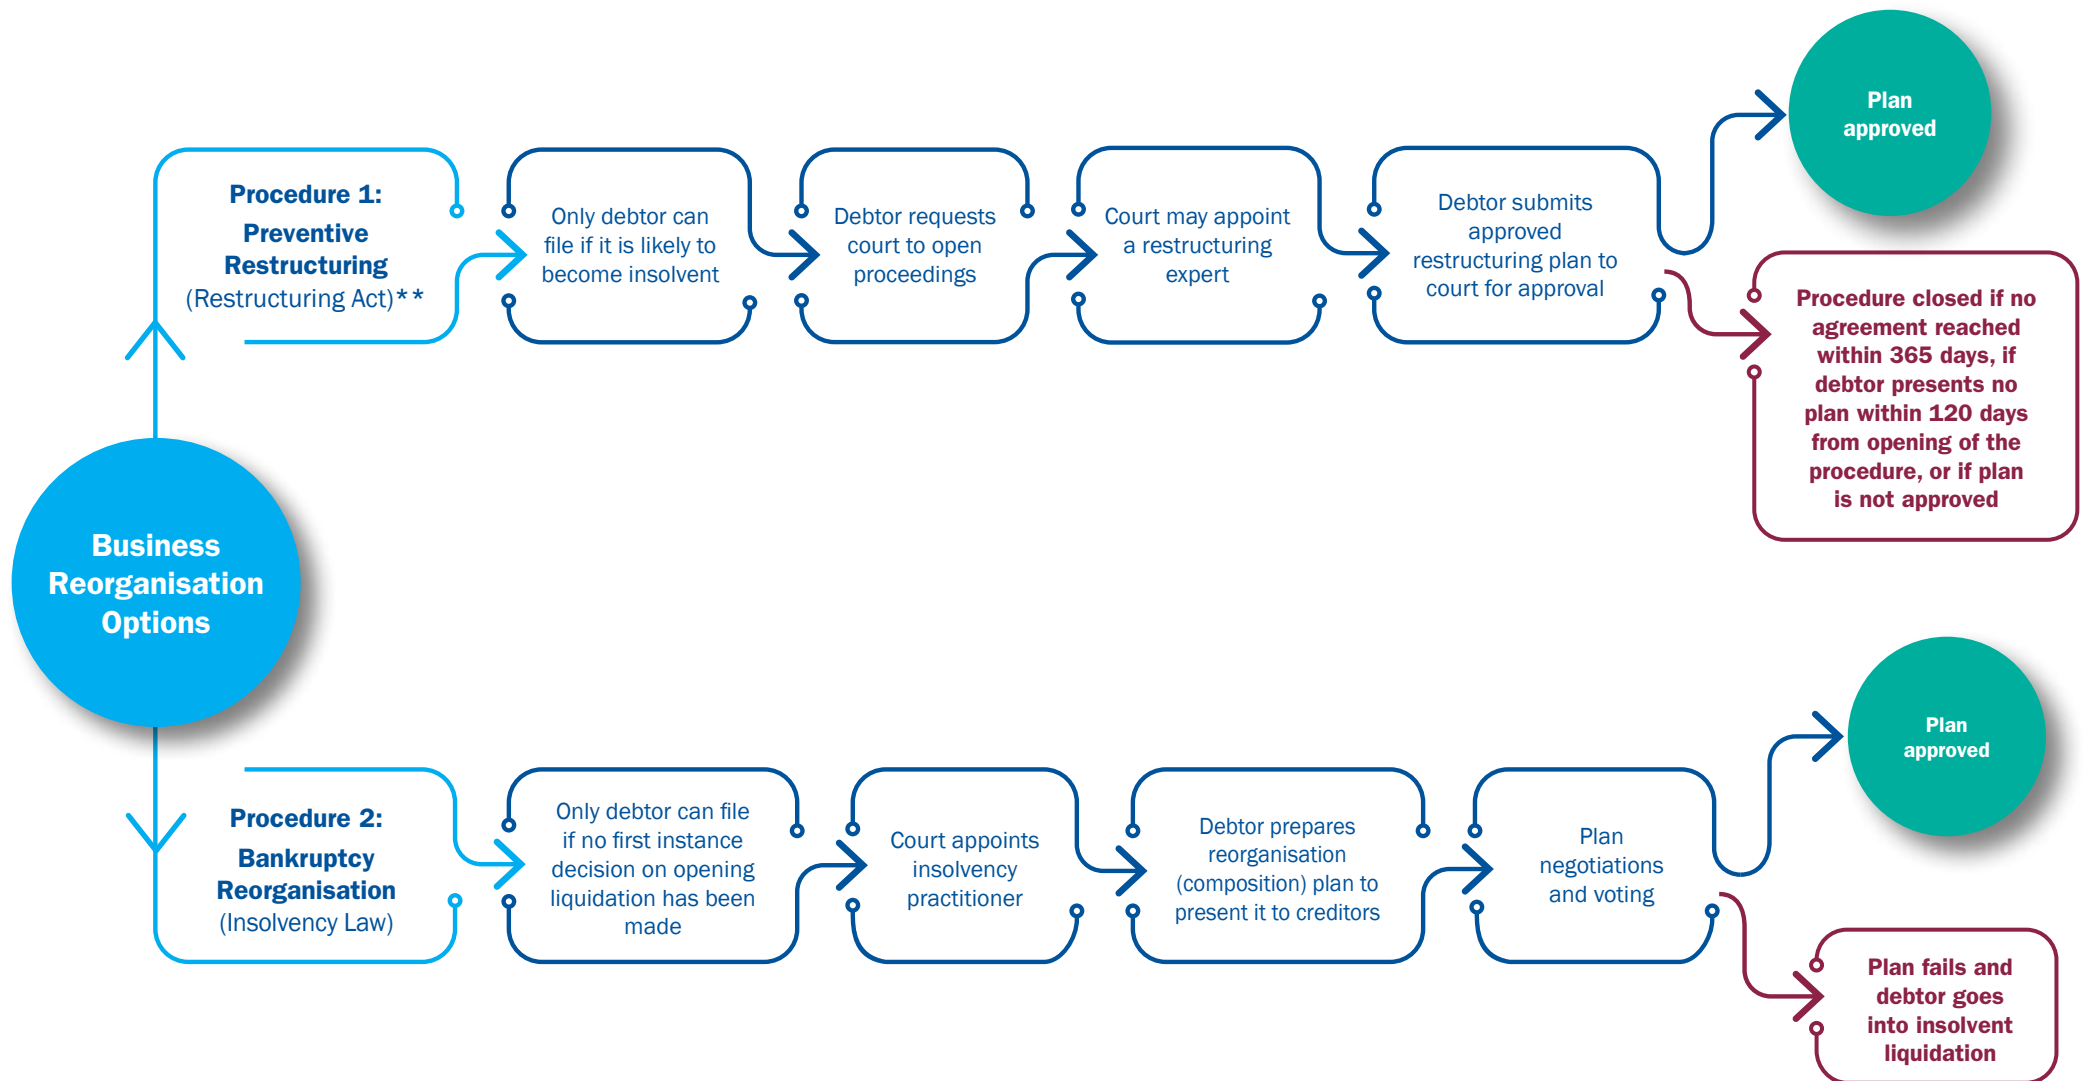 Business
Reorganisation
Options
Procedure 1:
Preventive
Restructuring
(Restructuring Act)**
Only debtor can
file if it is likely to
become insolvent
Debtor requests
court to open
proceedings
Court may appoint
a restructuring
expert
Debtor submits
approved
restructuring plan to
court for approval
Plan
approved
Procedure closed if no
agreement reached
within 365 days, if
debtor presents no
plan within 120 days
from opening of the
procedure, or if plan
is not approved
Procedure 2:
Bankruptcy
Reorganisation
(Insolvency Law)
Only debtor can file
if no first instance
decision on opening
liquidation has been
made
Court appoints
insolvency
practitioner
Debtor prepares
reorganisation
(composition) plan to
present it to creditors
Plan
negotiations
and voting
Plan
approved
Plan fails and
debtor goes
into insolvent
liquidation